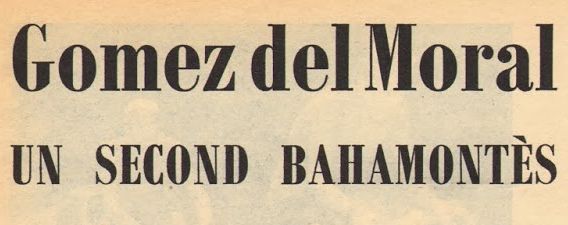 Gomez del Moral
UN SECOND BAHAMONTÈS